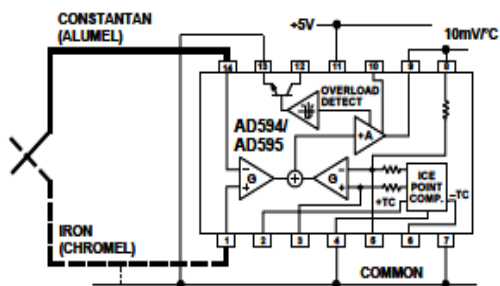 CONSTANTAN
(ALUMEL)
+5V
10mV/°C
14
13
12
11
10
9
8
OVERLOAD
DETECT
AD594/
AD595
+A
–
G
+
–
G
+
ICE
POINT
COMP.
–TC
+TC
IRON
(CHROMEL)
1
2
3
4
5
6
7
COMMON